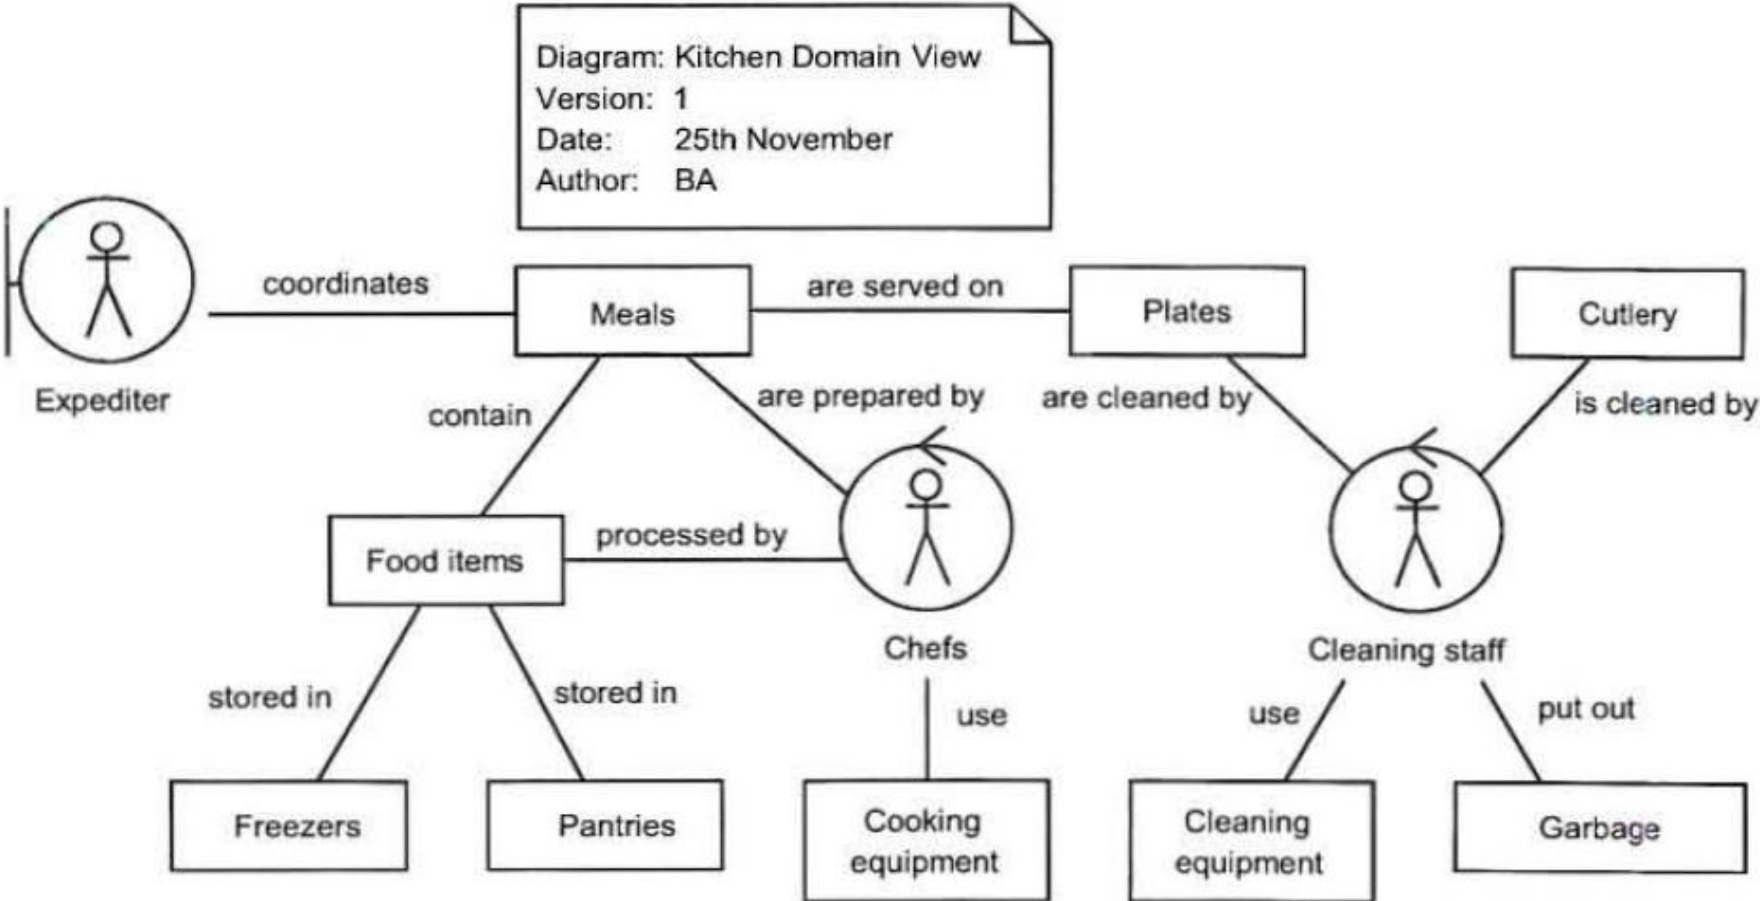 Diagram: Kitchen Domain View
Version: 1
Date: 25th November
Author: BA
coordinates
Meals
are served on
Plates
Cutlery
Expediter
contain
are prepared by
are cleaned by
is cleaned by
Food items
processed by
Chefs
Cleaning staff
stored in
stored in
use
use
put out
Freezers
Pantries
Cooking
equipment
Cleaning
equipment
Garbage